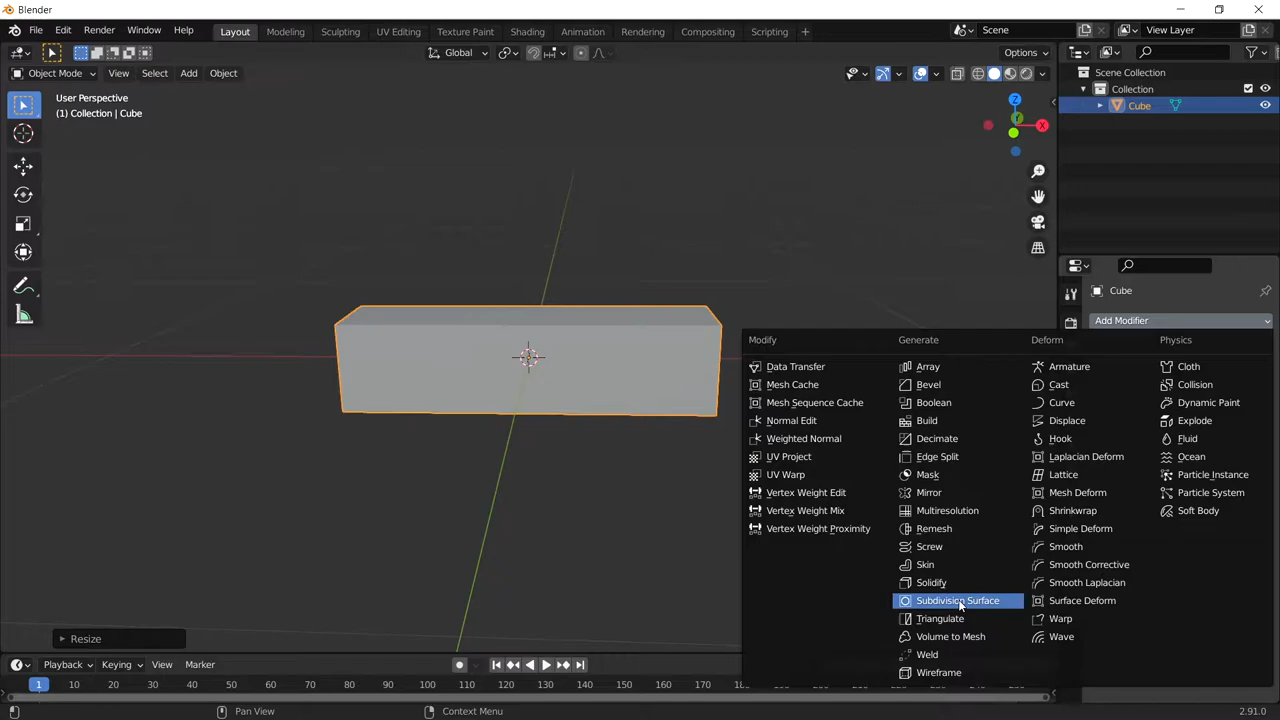 Blender
File Edit Render Window Help Layout Modeling Sculpting UV Editing Texture Paint Shading Animation Rendering Compositing Scripting + Scene View Layer
Global Options
Object Mode View Select Add Object
User Perspective
(1) Collection | Cube
Z
Y
X
Scene Collection
Collection
Cube
Cube
Add Modifier
Modify Generate Deform Physics
Data Transfer Array Armature Cloth
Mesh Cache Bevel Cast Collision
Mesh Sequence Cache Boolean Curve Dynamic Paint
Normal Edit Build Displace Explode
Weighted Normal Decimate Hook Fluid
UV Project Edge Split Laplacian Deform Ocean
UV Warp Mask Lattice Particle Instance
Vertex Weight Edit Mirror Mesh Deform Particle System
Vertex Weight Mix Multiresolution Shrinkwrap Soft Body
Vertex Weight Proximity Remesh Simple Deform
Screw Smooth
Skin Smooth Corrective
Solidify Smooth Laplacian
Subdivision Surface Surface Deform
Triangulate Warp
Volume to Mesh Wave
Weld
Wireframe
Resize
Playback Keying View Marker
1 10 20 30 40 50 60 70 80 90 100 110 120 130 140 150 160 170
Select Pan View Context Menu 2.91.0